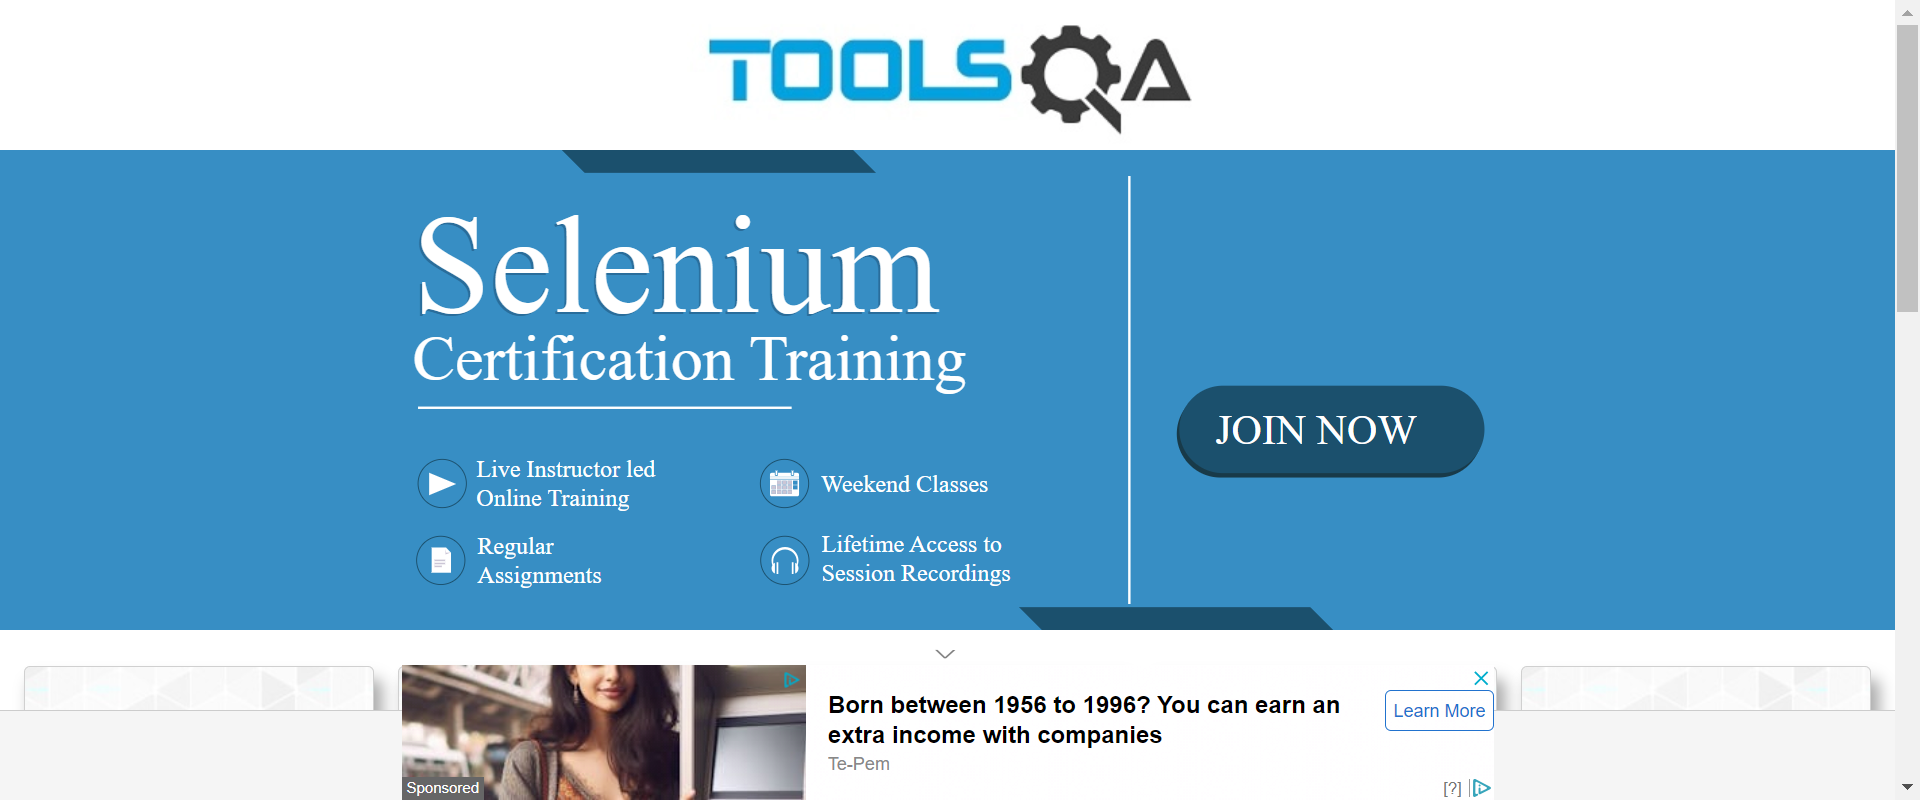 TOOLSQA
Selenium
Certification Training
Live Instructor led
Online Training
Weekend Classes
Regular
Assignments
Lifetime Access to
Session Recordings
JOIN NOW
Born between 1956 to 1996? You can earn an
extra income with companies
Te-Pem
Learn More
Sponsored
[?]